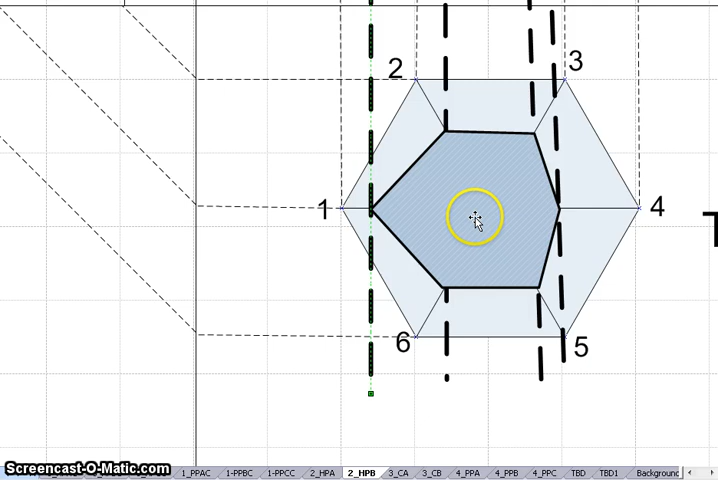 2
3
1
4
T
6
5
Screencast-O-Matic.com
1_PPAC
1-PPBC
1-PPCC
2_HPA
2_HPB
3_CA
3_CB
4_PPA
4_PPB
4_PPC
TBD
TBD1
Background